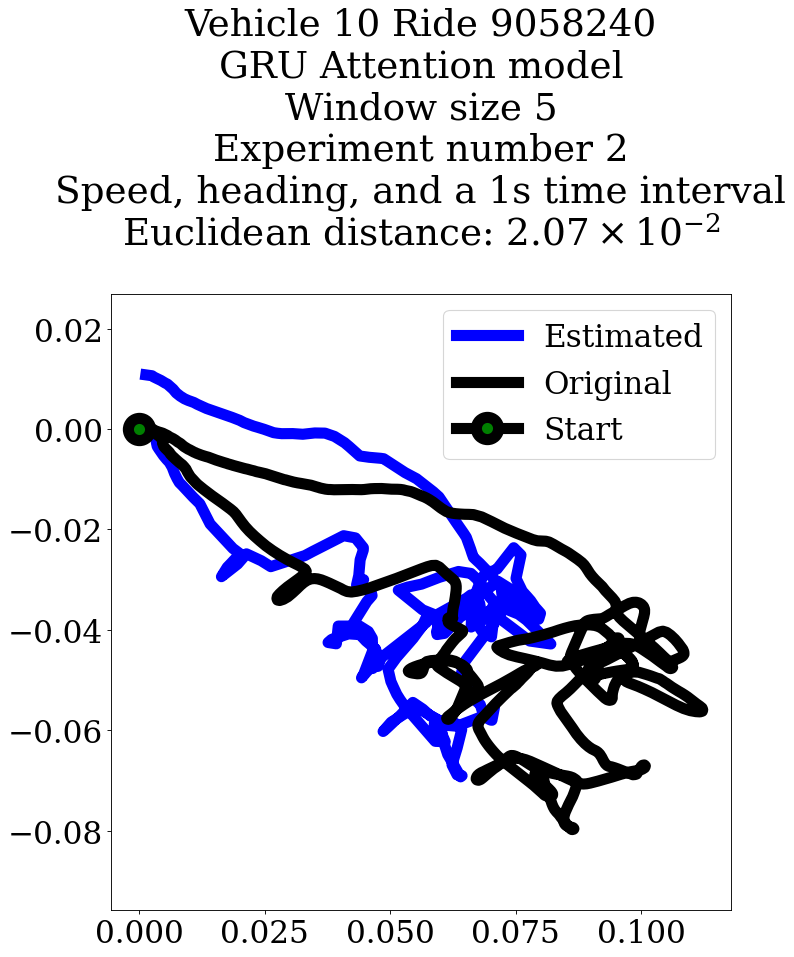 Vehicle 10 Ride 9058240
GRU Attention model
Window size 5
Experiment number 2
Speed, heading, and a 1s time interval
Euclidean distance: 2.07 × 10⁻²
Estimated
Original
Start
0.02
0.00
−0.02
−0.04
−0.06
−0.08
0.000 0.025 0.050 0.075 0.100